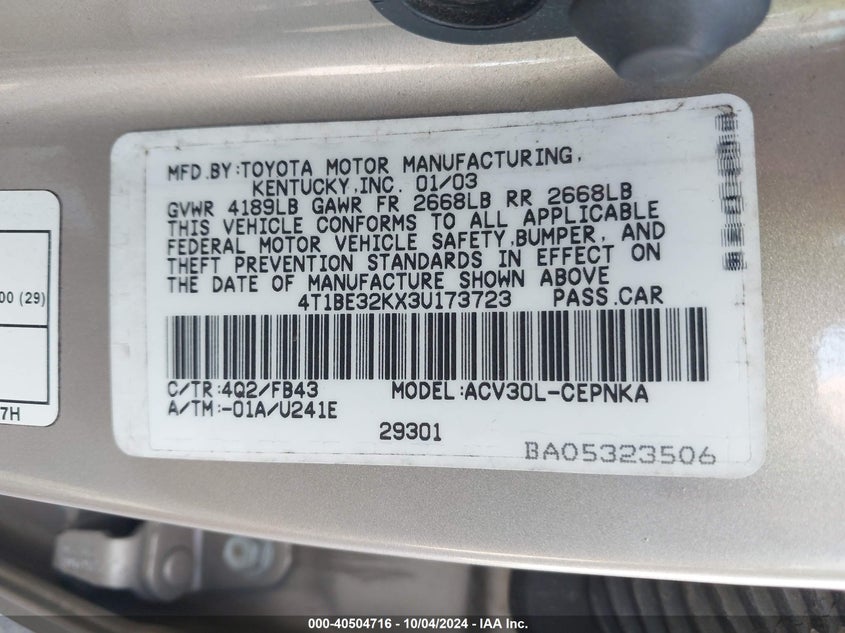 MFD.BY:TOYOTA MOTOR MANUFACTURING,
KENTUCKY,INC. 01/03
GVWR 4189LB GAWR FR 2668LB RR 2668LB
THIS VEHICLE CONFORMS TO ALL APPLICABLE
FEDERAL MOTOR VEHICLE SAFETY,BUMPER, AND
THEFT PREVENTION STANDARDS IN EFFECT ON
THE DATE OF MANUFACTURE SHOWN ABOVE
4T1BE32KX3U173723 PASS.CAR
C/TR:4Q2/FB43 MODEL:ACV30L-CEPNKA
A/TM:-01A/U241E
29301
BA05323506
00 (29)
7H
000-40504716 - 10/04/2024 - IAA Inc.